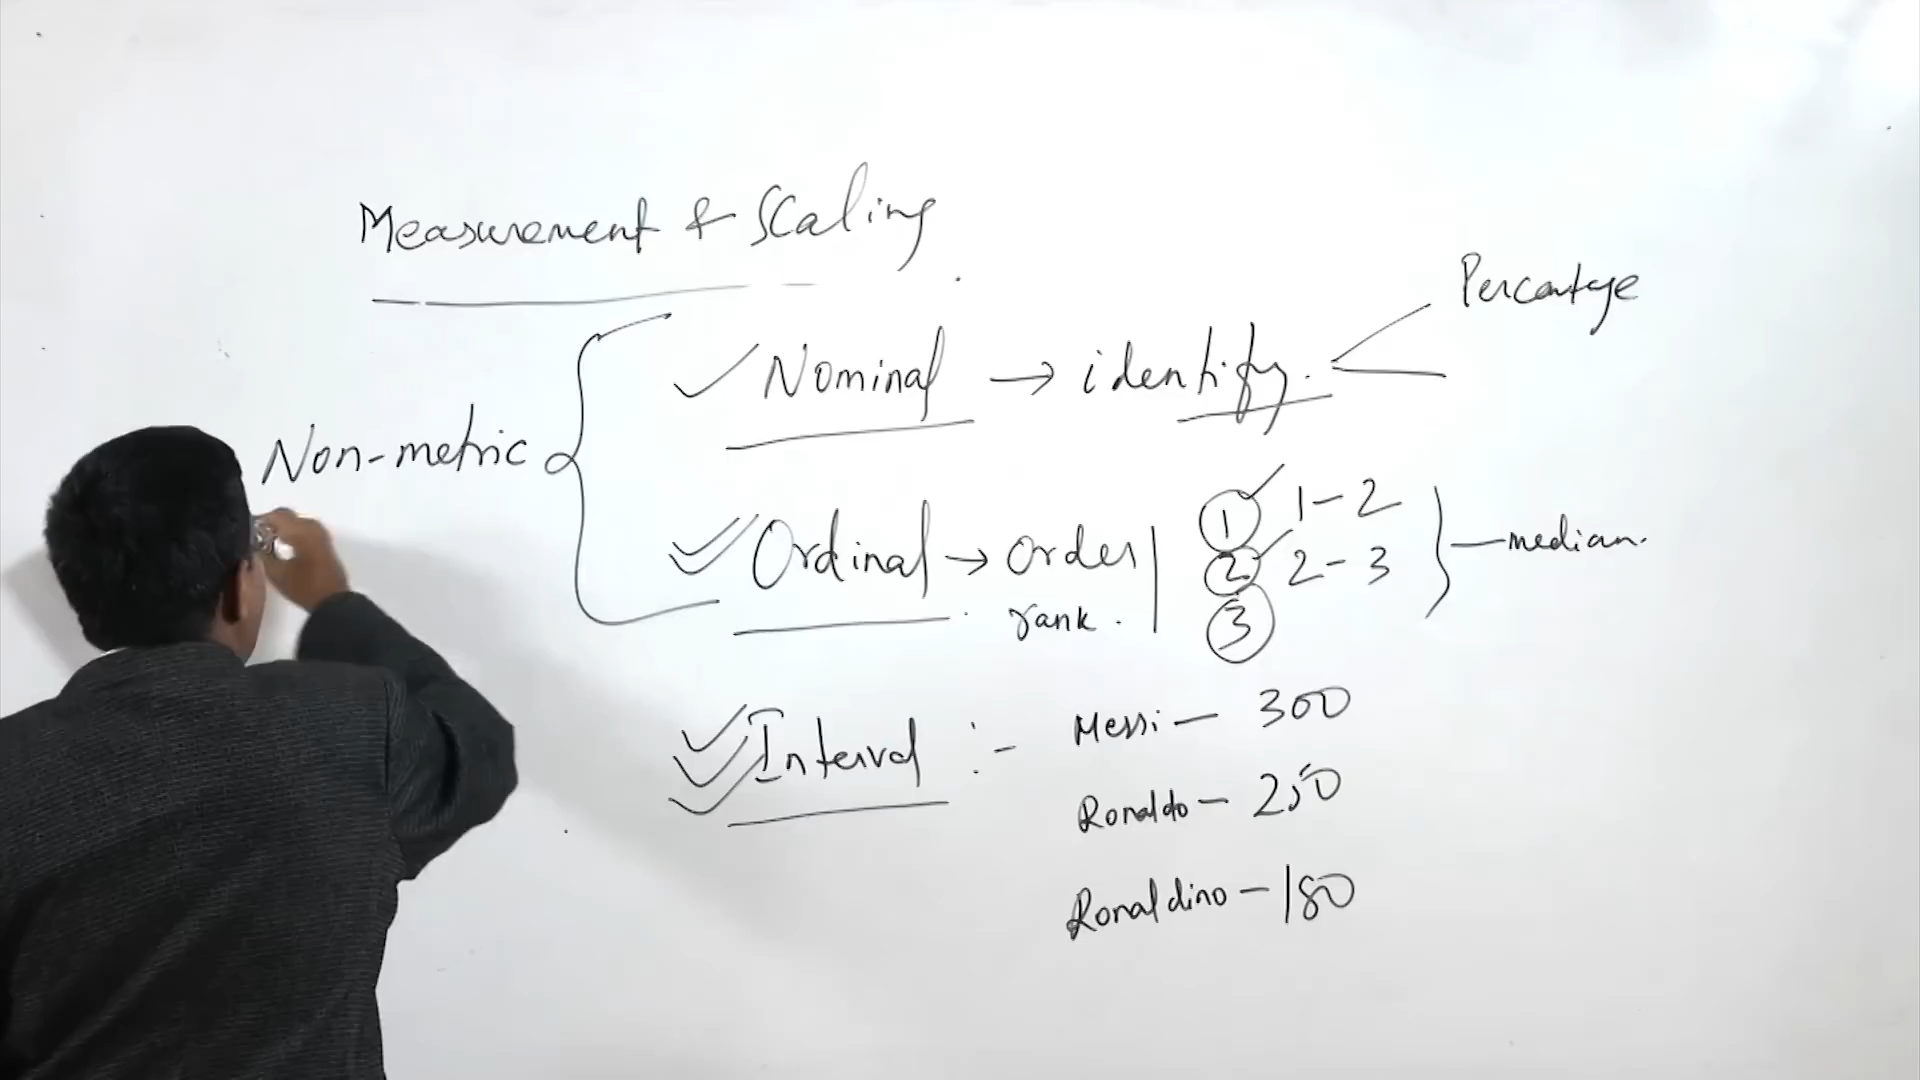 Measurement & Scaling
Percentage
Nominal → identify.
Non-metric
Ordinal → order
rank.
1 1-2
2 2-3
3
median.
Interval :- Messi - 300
Ronaldo - 250
Ronaldino - 180